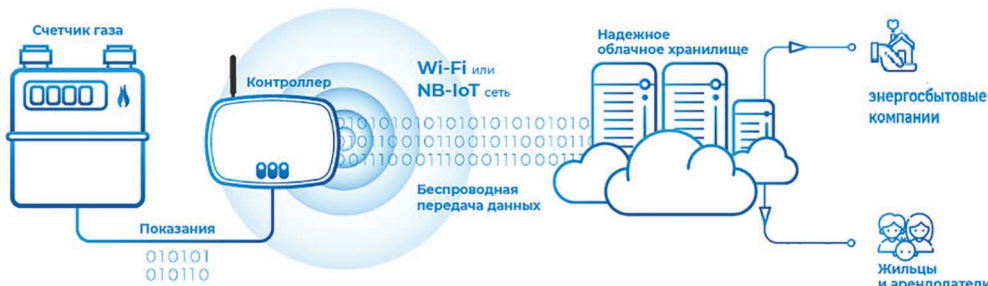 Счетчик газа
0000
Показания
010101
010110
Контроллер
Wi-Fi или
NB-IoT сеть
Беспроводная
передача данных
Надежное
облачное хранилище
энергосбытовые
компании
Жильцы